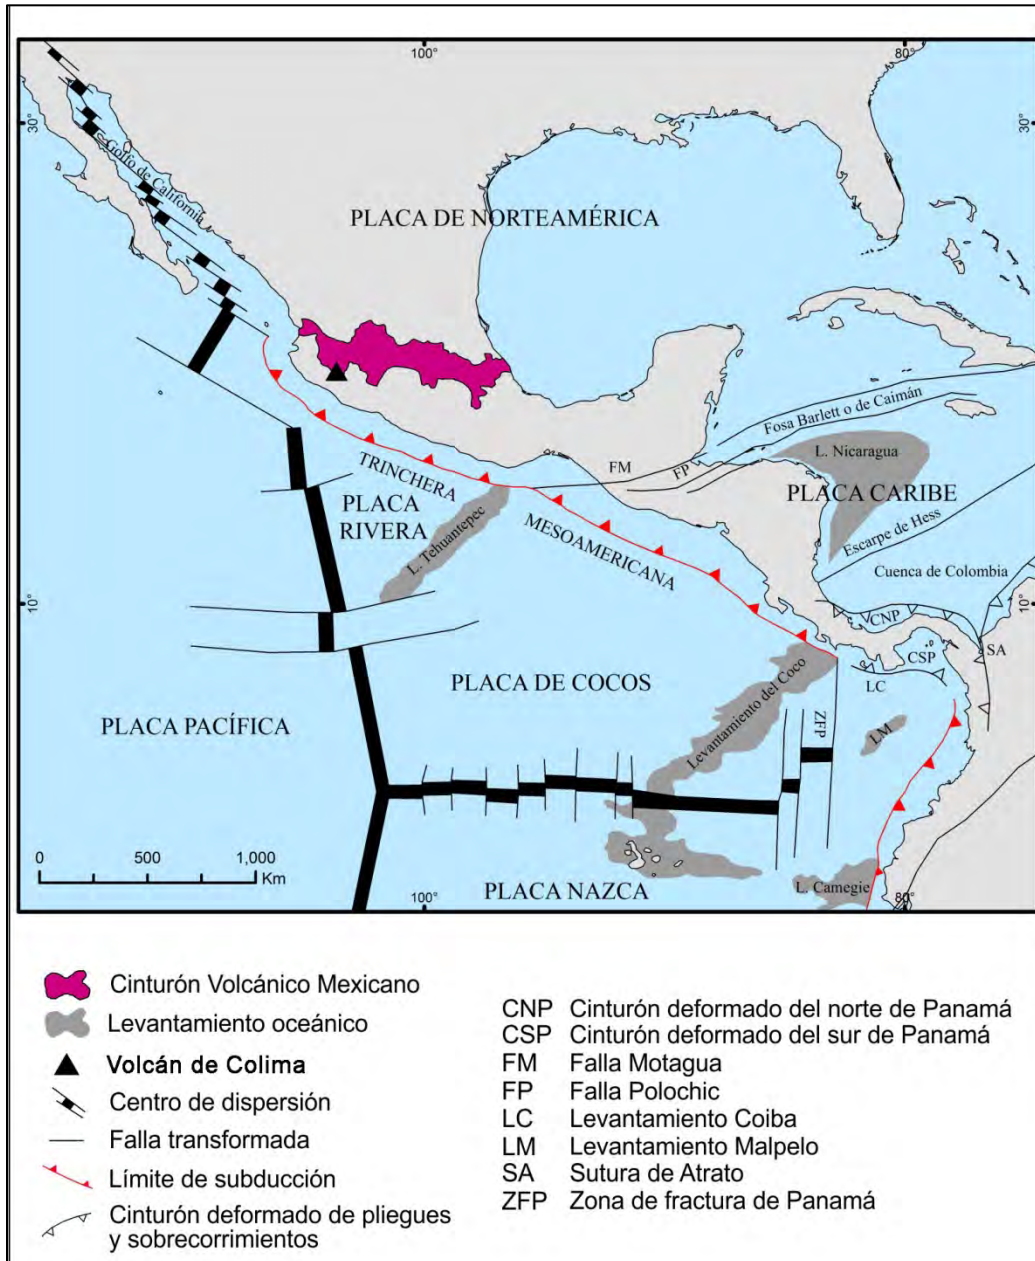 100°
80°
30°
30°
Golfo de California
PLACA DE NORTEAMÉRICA
Fosa Barlett o de Caimán
L. Nicaragua
FM
FP
TRINCHERA
PLACA CARIBE
PLACA
RIVERA
L. Tehuantepec
MESOAMERICANA
Escarpe de Hess
Cuenca de Colombia
10°
10°
CNP
CSP
SA
LC
PLACA DE COCOS
PLACA PACÍFICA
Levantamiento del Coco
ZFP
LM
0 500 1,000
Km
PLACA NAZCA
L. Carnegie
100°
80°
Cinturón Volcánico Mexicano
Levantamiento oceánico
Volcán de Colima
Centro de dispersión
Falla transformada
Límite de subducción
Cinturón deformado de pliegues
y sobrecorrimientos
CNP Cinturón deformado del norte de Panamá
CSP Cinturón deformado del sur de Panamá
FM Falla Motagua
FP Falla Polochic
LC Levantamiento Coiba
LM Levantamiento Malpelo
SA Sutura de Atrato
ZFP Zona de fractura de Panamá